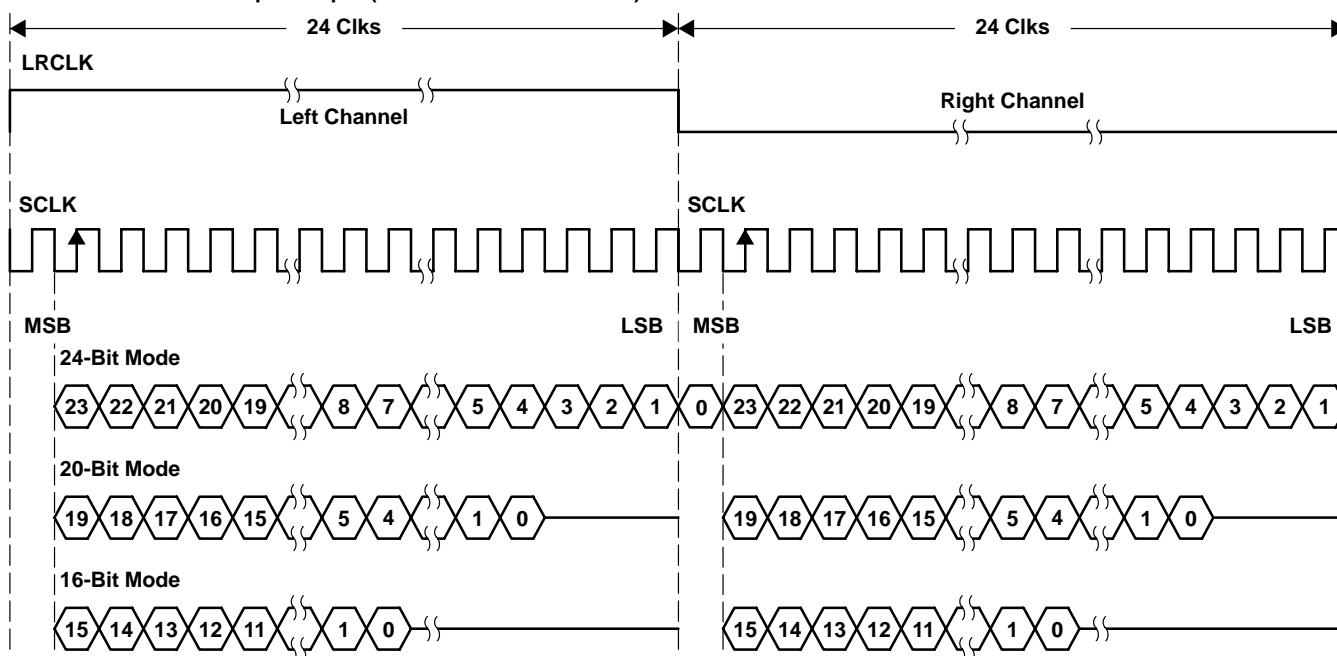 24 Clks 24 Clks
LRCLK
Left Channel
Right Channel
SCLK SCLK
MSB LSB MSB LSB
24-Bit Mode
23 22 21 20 19 8 7 5 4 3 2 1 0 23 22 21 20 19 8 7 5 4 3 2 1
20-Bit Mode
19 18 17 16 15 5 4 1 0 19 18 17 16 15 5 4 1 0
16-Bit Mode
15 14 13 12 11 1 0 15 14 13 12 11 1 0